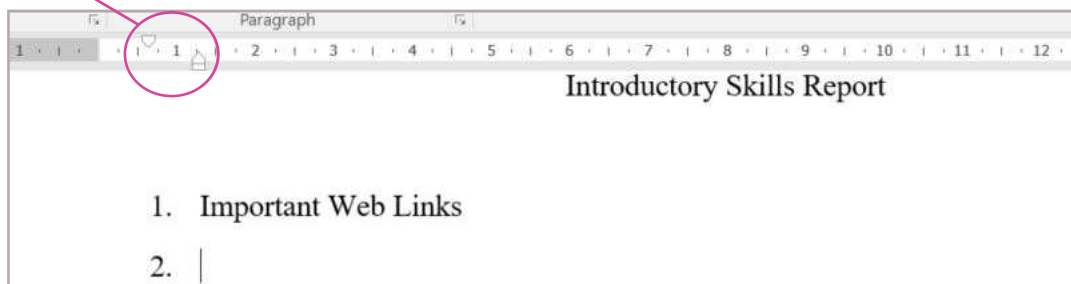 Paragraph
1 1 2 3 4 5 6 7 8 9 10 11 12
Introductory Skills Report
1. Important Web Links
2.